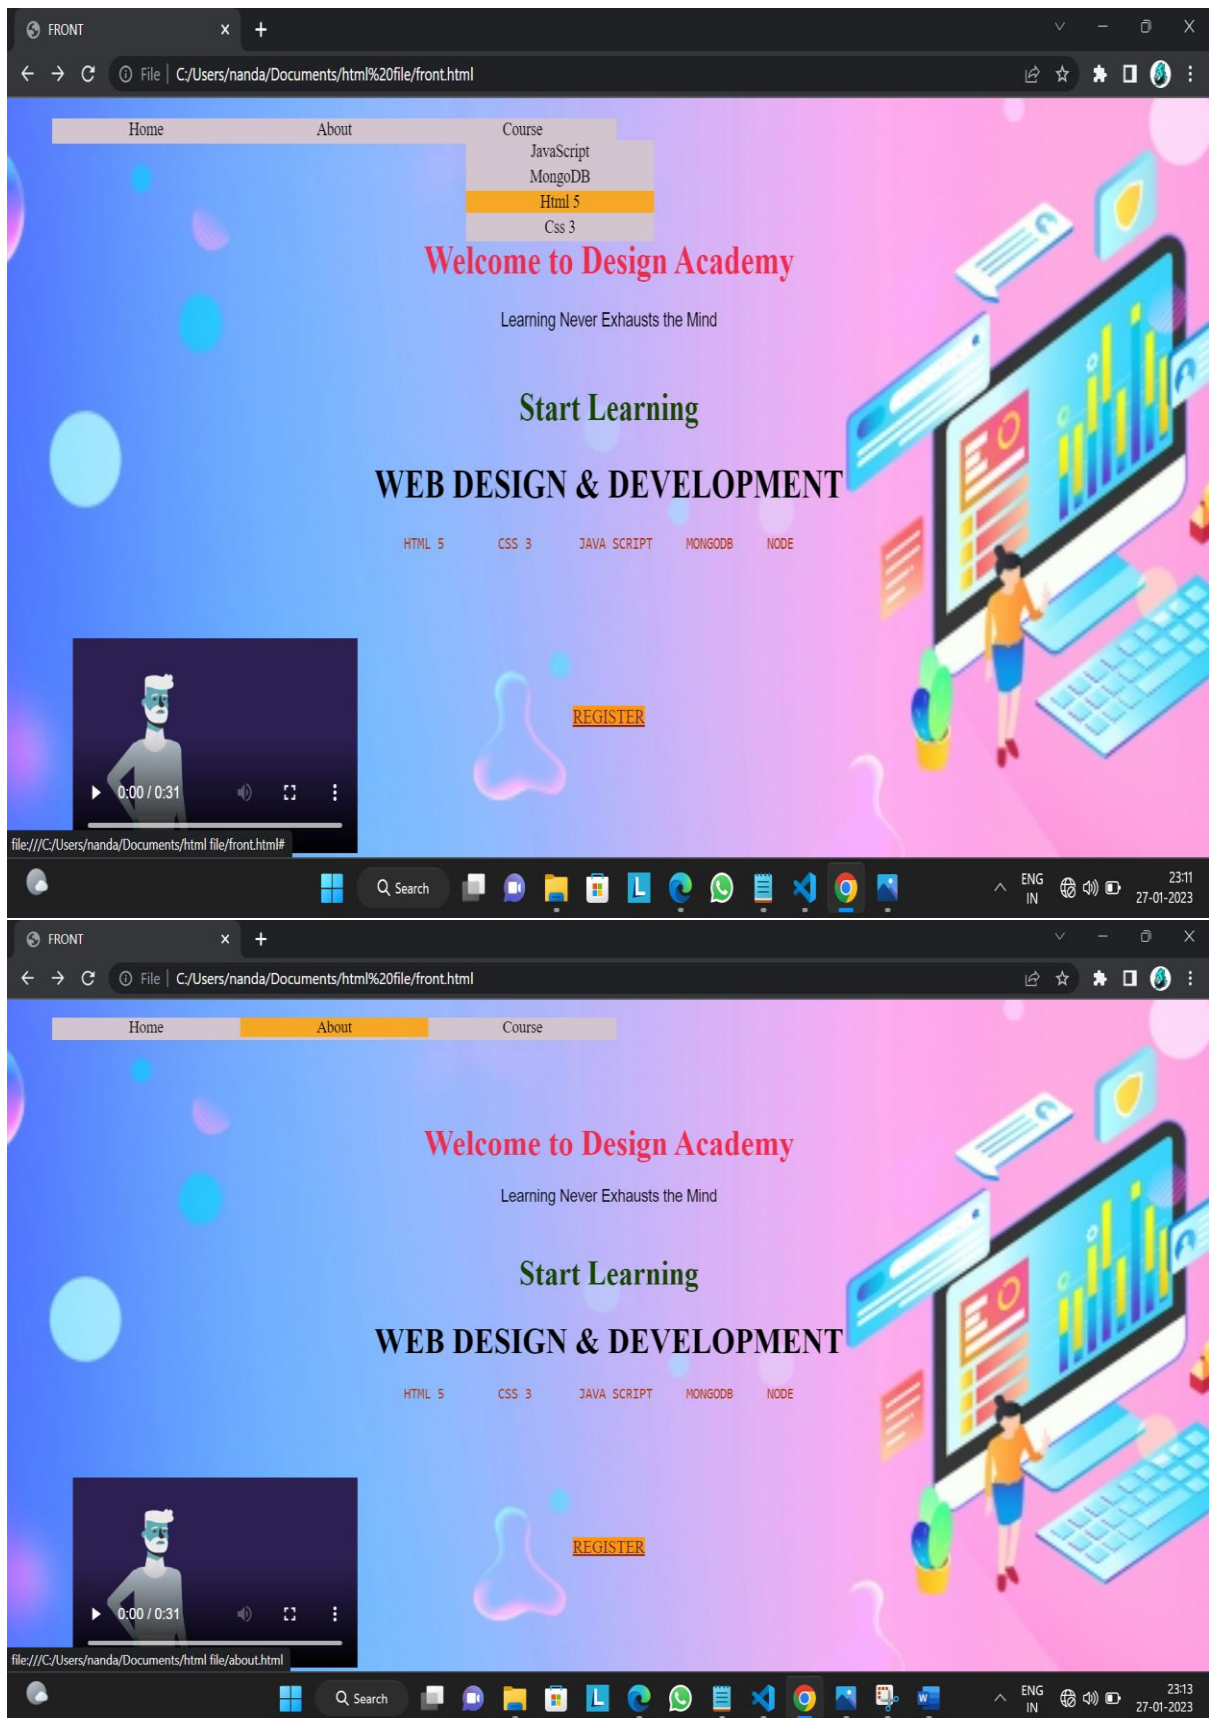 FRONT
File C:/Users/nanda/Documents/html%20file/front.html
Home About Course
JavaScript
MongoDB
Html 5
Css 3
Welcome to Design Academy
Learning Never Exhausts the Mind
Start Learning
WEB DESIGN & DEVELOPMENT
HTML 5 CSS 3 JAVA SCRIPT MONGODB NODE
REGISTER
0:00 / 0:31
file:///C:/Users/nanda/Documents/html file/front.html#
Search L W ENG 23:11
IN 27-01-2023
FRONT
File C:/Users/nanda/Documents/html%20file/front.html
Home About Course
Welcome to Design Academy
Learning Never Exhausts the Mind
Start Learning
WEB DESIGN & DEVELOPMENT
HTML 5 CSS 3 JAVA SCRIPT MONGODB NODE
REGISTER
0:00 / 0:31
file:///C:/Users/nanda/Documents/html file/about.html
Search L W ENG 23:13
IN 27-01-2023